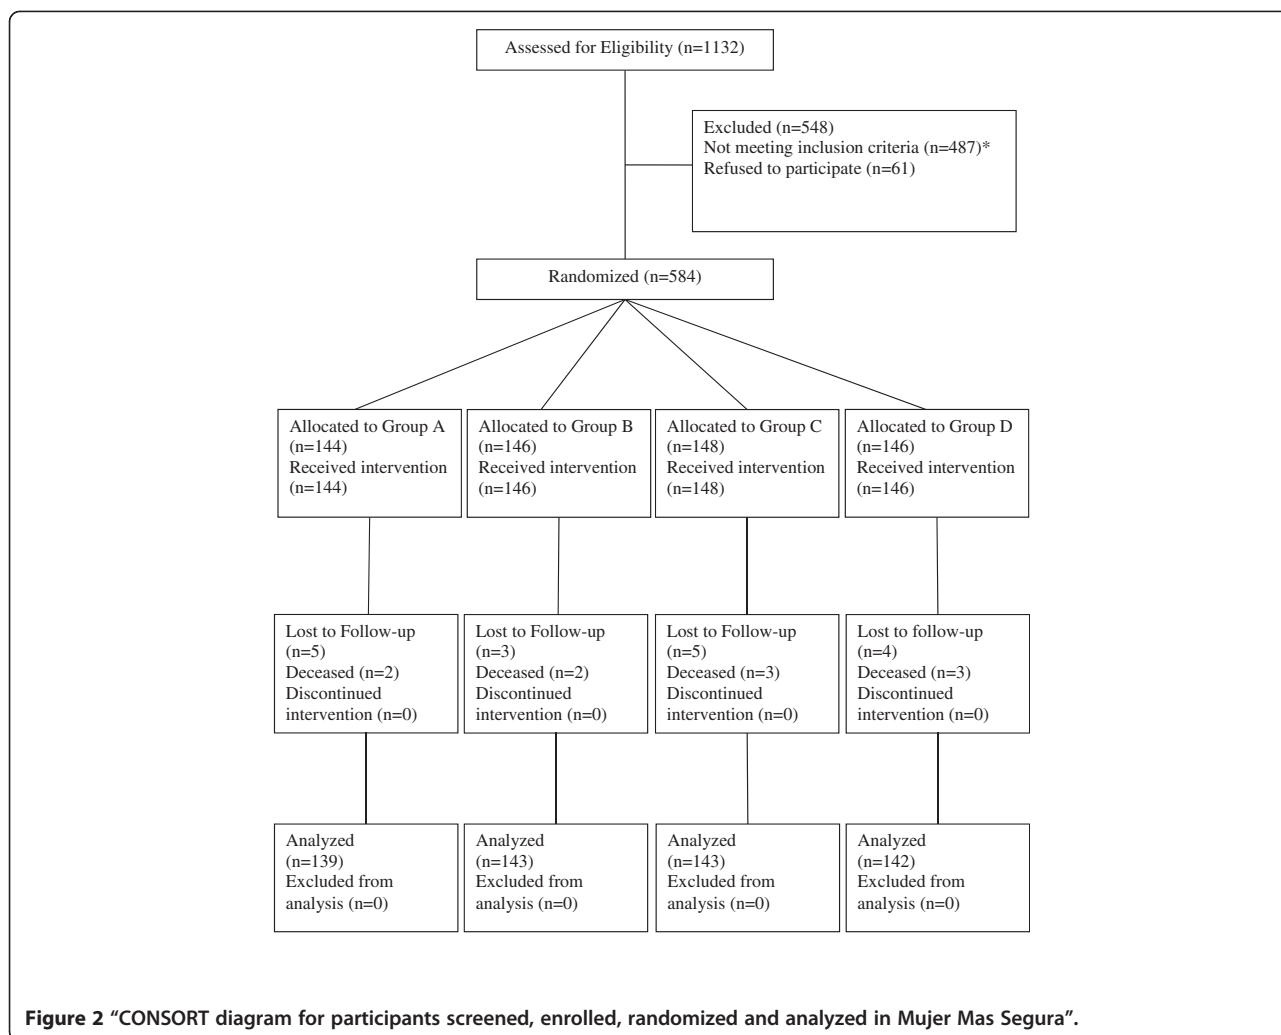 Assessed for Eligibility (n=1132)
Excluded (n=548)
Not meeting inclusion criteria (n=487)*
Refused to participate (n=61)
Randomized (n=584)
Allocated to Group A
(n=144)
Received intervention
(n=144)
Allocated to Group B
(n=146)
Received intervention
(n=146)
Allocated to Group C
(n=148)
Received intervention
(n=148)
Allocated to Group D
(n=146)
Received intervention
(n=146)
Lost to Follow-up
(n=5)
Deceased (n=2)
Discontinued
intervention (n=0)
Lost to Follow-up
(n=3)
Deceased (n=2)
Discontinued
intervention (n=0)
Lost to Follow-up
(n=5)
Deceased (n=3)
Discontinued
intervention (n=0)
Lost to follow-up
(n=4)
Deceased (n=3)
Discontinued
intervention (n=0)
Analyzed
(n=139)
Excluded from
analysis (n=0)
Analyzed
(n=143)
Excluded from
analysis (n=0)
Analyzed
(n=143)
Excluded from
analysis (n=0)
Analyzed
(n=142)
Excluded from
analysis (n=0)
Figure 2 “CONSORT diagram for participants screened, enrolled, randomized and analyzed in Mujer Mas Segura”.